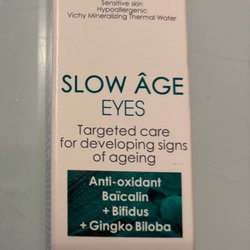 Sensitive skin
Hypoallergenic
Vichy Mineralizing Thermal Water
SLOW ÂGE
EYES
Targeted care
for developing signs
of ageing
Anti-oxidant
Baïcalin
+ Bifidus
+ Gingko Biloba